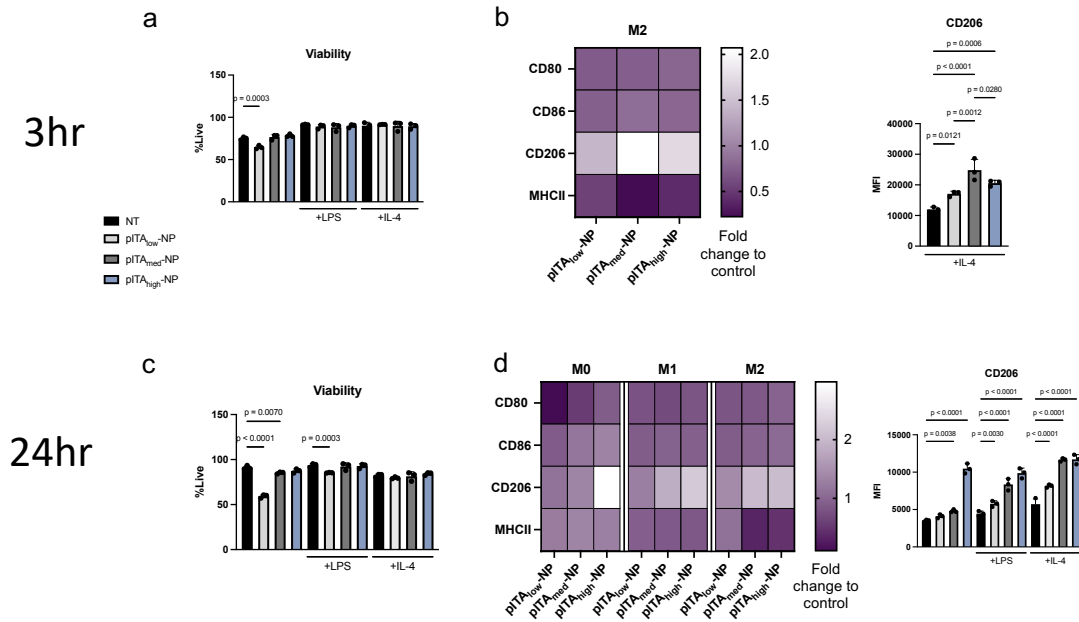 3hr
a
Viability
p = 0.0003
%Live
150
100
50
0
+LPS
+IL-4
NT
pITAlow-NP
pITAmed-NP
pITAhigh-NP
b
M2
CD80
CD86
CD206
MHCII
pITAlow-NP
pITAmed-NP
pITAhigh-NP
2.0
1.5
1.0
0.5
Fold
change to
control
CD206
p = 0.0006
p < 0.0001
p = 0.0280
p = 0.0012
p = 0.0121
MFI
40000
30000
20000
10000
0
+IL-4
24hr
c
Viability
p = 0.0070
p < 0.0001
p = 0.0003
%Live
150
100
50
0
+LPS
+IL-4
d
M0
M1
M2
CD80
CD86
CD206
MHCII
pITAlow-NP
pITAmed-NP
pITAhigh-NP
pITAlow-NP
pITAmed-NP
pITAhigh-NP
pITAlow-NP
pITAmed-NP
pITAhigh-NP
2
1
Fold
change to
control
CD206
p < 0.0001
p < 0.0001
p < 0.0001
p < 0.0001
p < 0.0001
p = 0.0038
p = 0.0030
p <0.0001
MFI
15000
10000
5000
0
+LPS
+IL-4